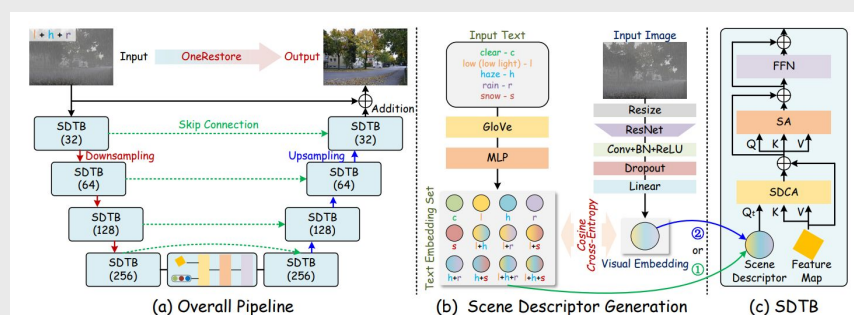 l + h + r
Input
OneRestore
Output
Addition
SDTB
(32)
Skip Connection
SDTB
(32)
Downsampling
Upsampling
SDTB
(64)
SDTB
(64)
SDTB
(128)
SDTB
(128)
SDTB
(256)
SDTB
(256)
(a) Overall Pipeline
Input Text
clear - c
low (low light) - l
haze - h
rain - r
snow - s
GloVe
MLP
Text Embedding Set
c l h r
s l+h l+r l+s
h+r h+s l+h+r l+h+s
Input Image
Resize
ResNet
Conv+BN+ReLU
Dropout
Linear
Cosine
Cross-Entropy
Visual Embedding
② 
or
①
(b) Scene Descriptor Generation
FFN
SA
Q K V
SDCA
Qt K V
Scene
Descriptor
Feature
Map
(c) SDTB